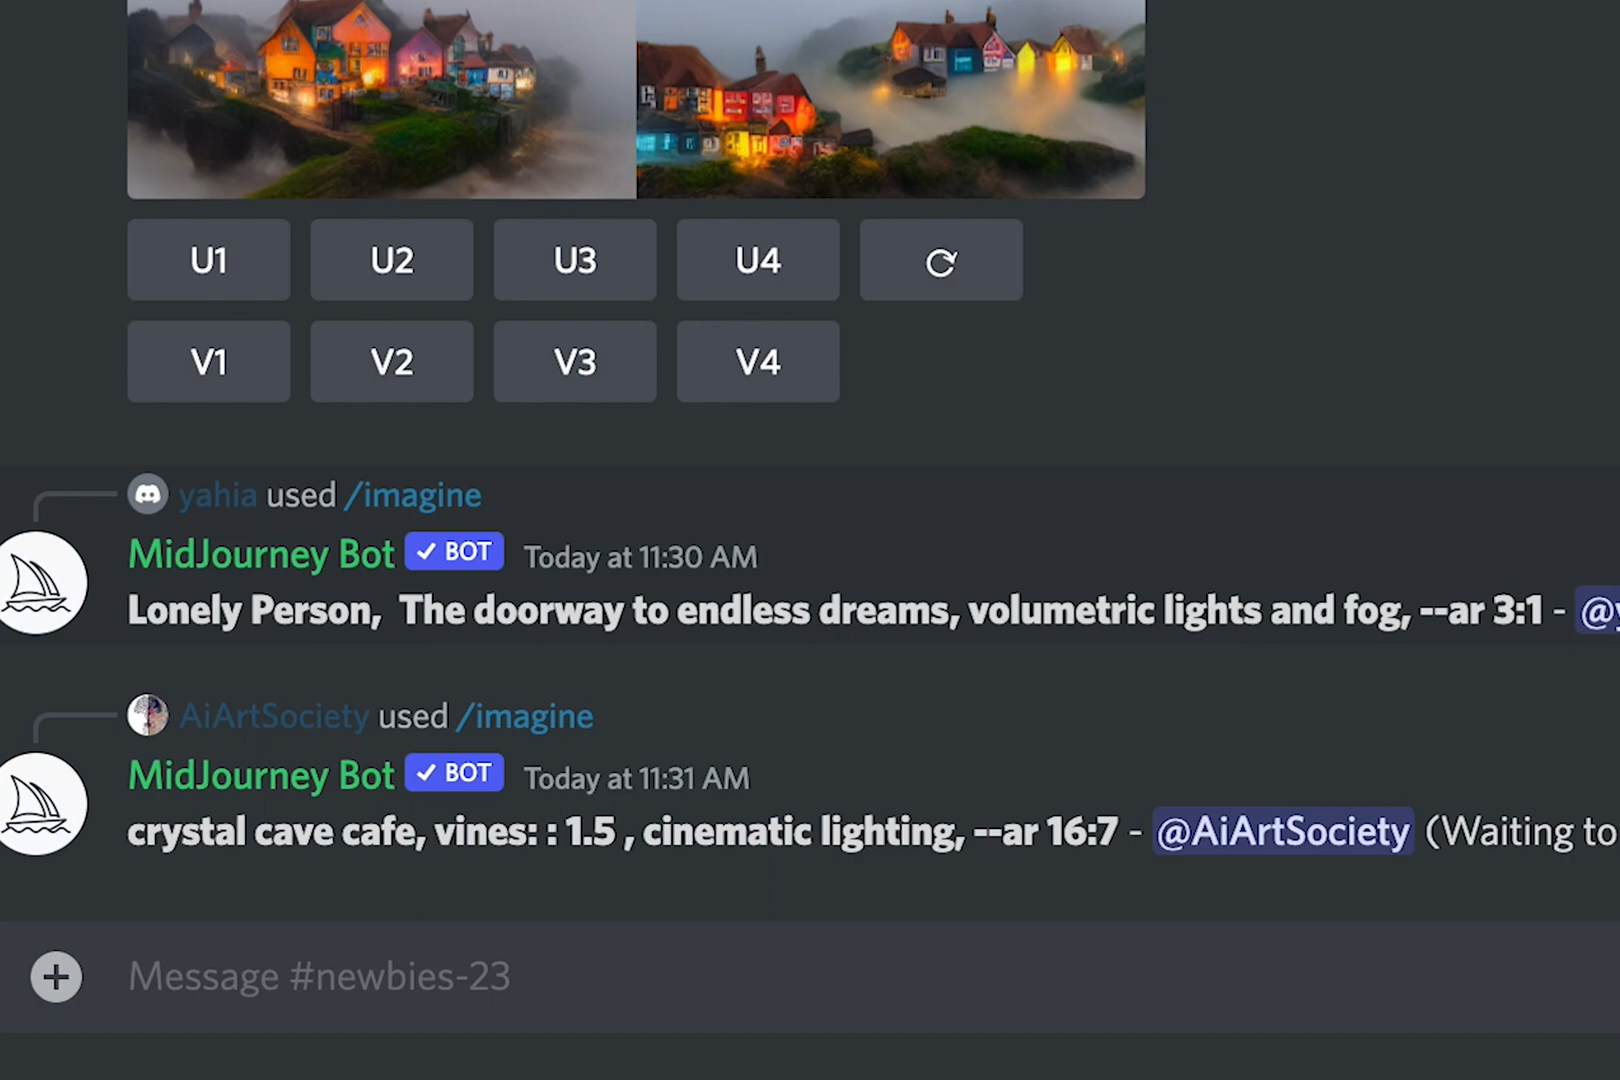 U1 U2 U3 U4
V1 V2 V3 V4
yahia used /imagine
MidJourney Bot ✓ BOT Today at 11:30 AM
Lonely Person,  The doorway to endless dreams, volumetric lights and fog, --ar 3:1 - @y
AiArtSociety used /imagine
MidJourney Bot ✓ BOT Today at 11:31 AM
crystal cave cafe, vines: : 1.5 , cinematic lighting, --ar 16:7 - @AiArtSociety (Waiting to
Message #newbies-23